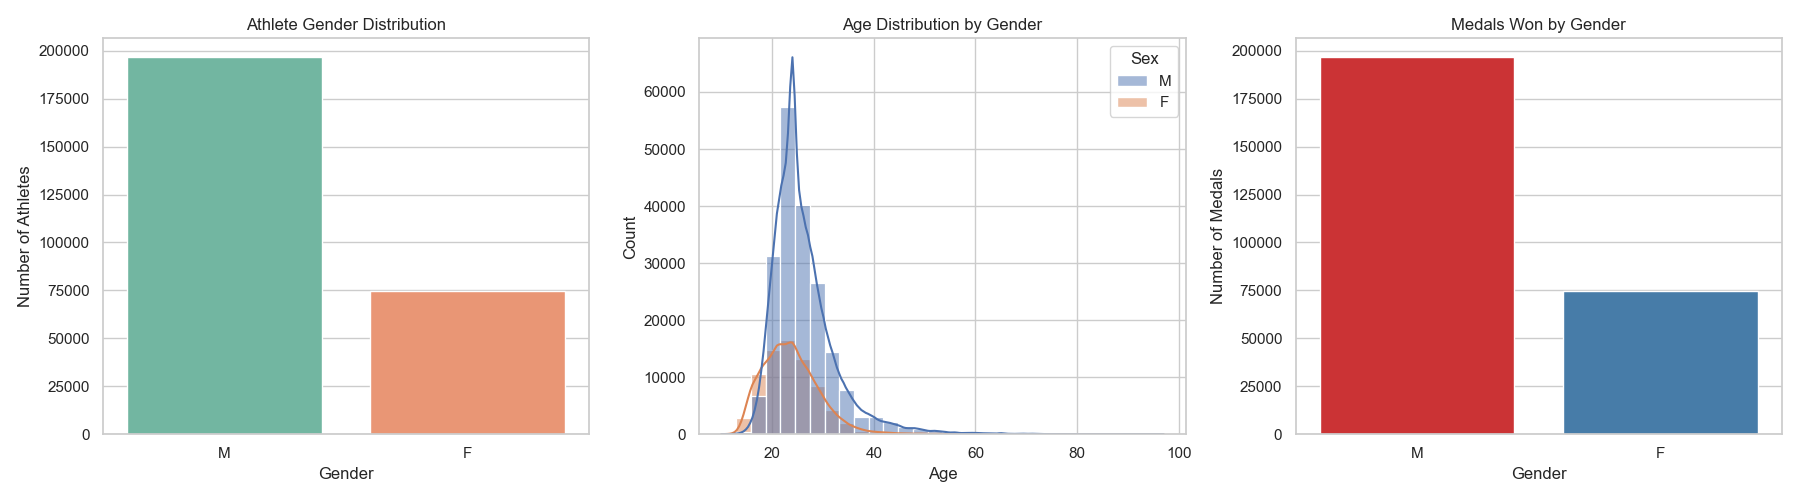 Athlete Gender Distribution
Number of Athletes
200000
175000
150000
125000
100000
75000
50000
25000
0
M
F
Gender
Age Distribution by Gender
Count
60000
50000
40000
30000
20000
10000
0
Sex
M
F
20
40
60
80
100
Age
Medals Won by Gender
Number of Medals
200000
175000
150000
125000
100000
75000
50000
25000
0
M
F
Gender